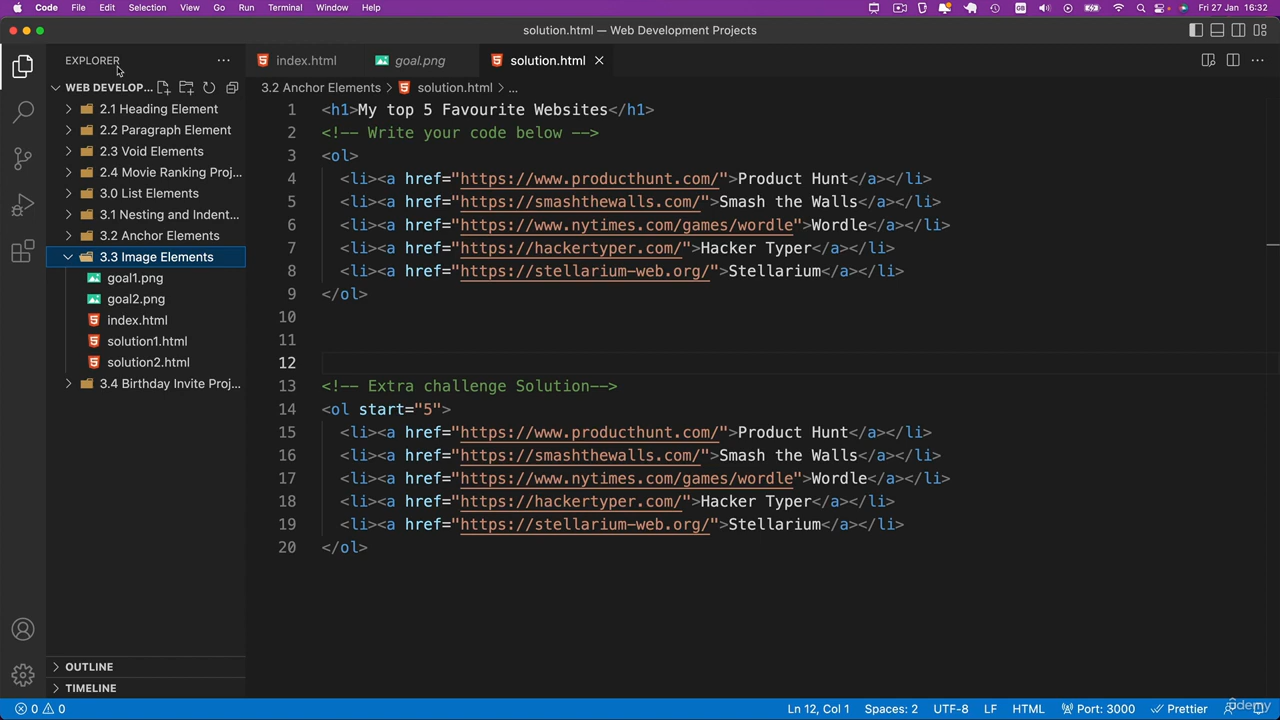 Code File Edit Selection View Go Run Terminal Window Help Fri 27 Jan 16:32
solution.html — Web Development Projects
EXPLORER
WEB DEVELOP...
2.1 Heading Element
2.2 Paragraph Element
2.3 Void Elements
2.4 Movie Ranking Proj...
3.0 List Elements
3.1 Nesting and Indent...
3.2 Anchor Elements
3.3 Image Elements
goal1.png
goal2.png
index.html
solution1.html
solution2.html
3.4 Birthday Invite Proj...
OUTLINE
TIMELINE
index.html goal.png solution.html
3.2 Anchor Elements > solution.html > ...
1 <h1>My top 5 Favourite Websites</h1>
2 <!-- Write your code below -->
3 <ol>
4 <li><a href="https://www.producthunt.com/">Product Hunt</a></li>
5 <li><a href="https://smashthewalls.com/">Smash the Walls</a></li>
6 <li><a href="https://www.nytimes.com/games/wordle">Wordle</a></li>
7 <li><a href="https://hackertyper.com/">Hacker Typer</a></li>
8 <li><a href="https://stellarium-web.org/">Stellarium</a></li>
9 </ol>
10
11
12
13 <!-- Extra challenge Solution-->
14 <ol start="5">
15 <li><a href="https://www.producthunt.com/">Product Hunt</a></li>
16 <li><a href="https://smashthewalls.com/">Smash the Walls</a></li>
17 <li><a href="https://www.nytimes.com/games/wordle">Wordle</a></li>
18 <li><a href="https://hackertyper.com/">Hacker Typer</a></li>
19 <li><a href="https://stellarium-web.org/">Stellarium</a></li>
20 </ol>
0 0 Ln 12, Col 1 Spaces: 2 UTF-8 LF HTML Port: 3000 Prettier
Udemy